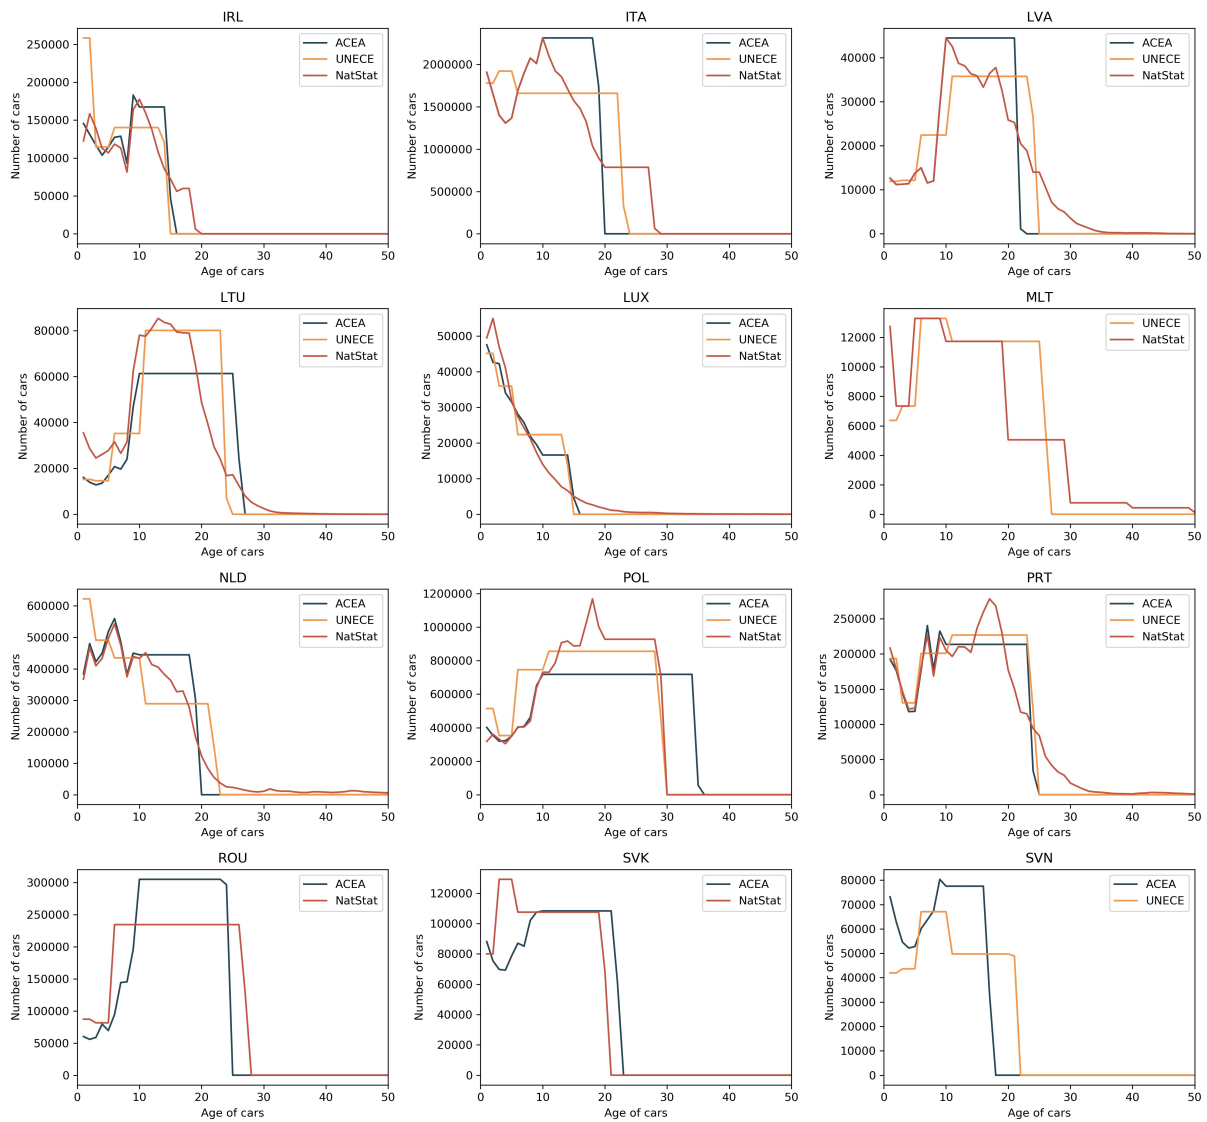 IRL
Number of cars
250000
200000
150000
100000
50000
0
0 10 20 30 40 50
Age of cars
ACEA
UNECE
NatStat
ITA
Number of cars
2000000
1500000
1000000
500000
0
0 10 20 30 40 50
Age of cars
ACEA
UNECE
NatStat
LVA
Number of cars
40000
30000
20000
10000
0
0 10 20 30 40 50
Age of cars
ACEA
UNECE
NatStat
LTU
Number of cars
80000
60000
40000
20000
0
0 10 20 30 40 50
Age of cars
ACEA
UNECE
NatStat
LUX
Number of cars
50000
40000
30000
20000
10000
0
0 10 20 30 40 50
Age of cars
ACEA
UNECE
NatStat
MLT
Number of cars
12000
10000
8000
6000
4000
2000
0
0 10 20 30 40 50
Age of cars
UNECE
NatStat
NLD
Number of cars
600000
500000
400000
300000
200000
100000
0
0 10 20 30 40 50
Age of cars
ACEA
UNECE
NatStat
POL
Number of cars
1200000
1000000
800000
600000
400000
200000
0
0 10 20 30 40 50
Age of cars
ACEA
UNECE
NatStat
PRT
Number of cars
250000
200000
150000
100000
50000
0
0 10 20 30 40 50
Age of cars
ACEA
UNECE
NatStat
ROU
Number of cars
300000
250000
200000
150000
100000
50000
0
0 10 20 30 40 50
Age of cars
ACEA
NatStat
SVK
Number of cars
120000
100000
80000
60000
40000
20000
0
0 10 20 30 40 50
Age of cars
ACEA
NatStat
SVN
Number of cars
80000
70000
60000
50000
40000
30000
20000
10000
0
0 10 20 30 40 50
Age of cars
ACEA
UNECE